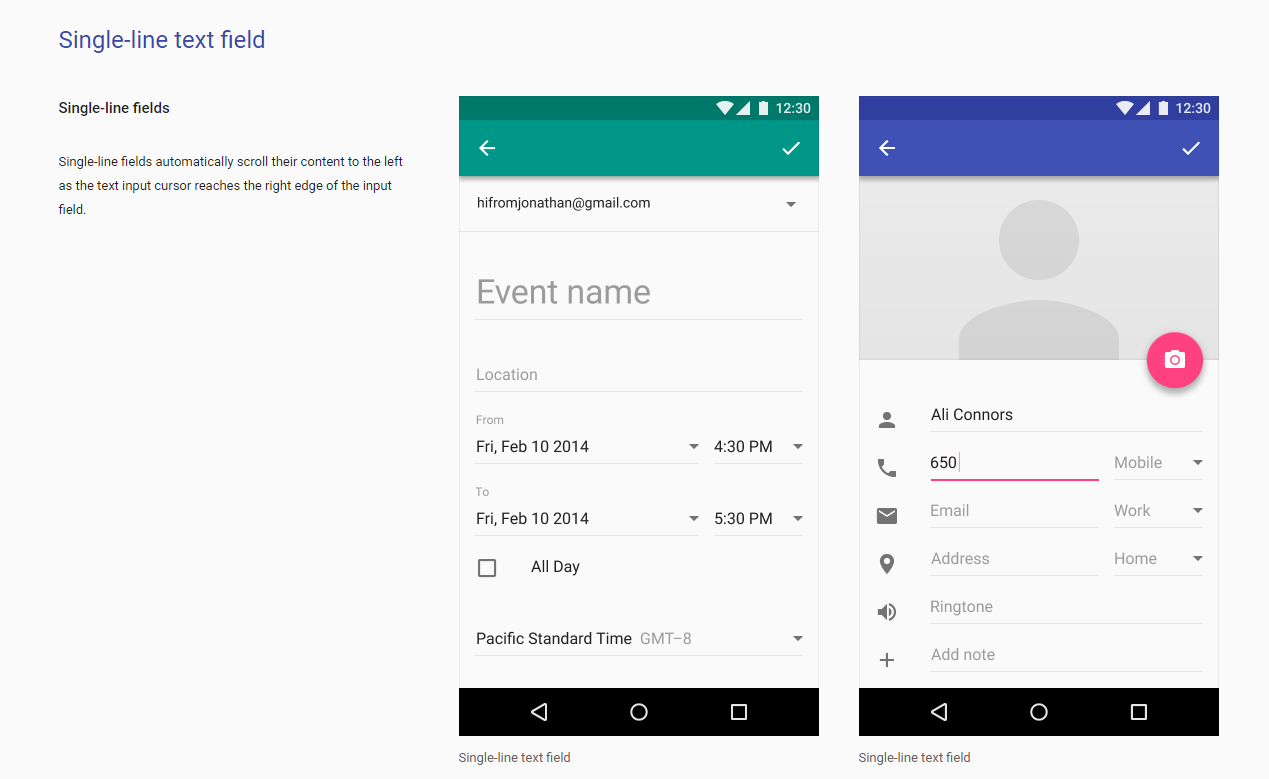 Single-line text field
Single-line fields
Single-line fields automatically scroll their content to the left
as the text input cursor reaches the right edge of the input
field.
12:30
hifromjonathan@gmail.com
Event name
Location
From
Fri, Feb 10 2014 4:30 PM
To
Fri, Feb 10 2014 5:30 PM
All Day
Pacific Standard Time GMT–8
Single-line text field
12:30
Ali Connors
650 Mobile
Email Work
Address Home
Ringtone
Add note
Single-line text field